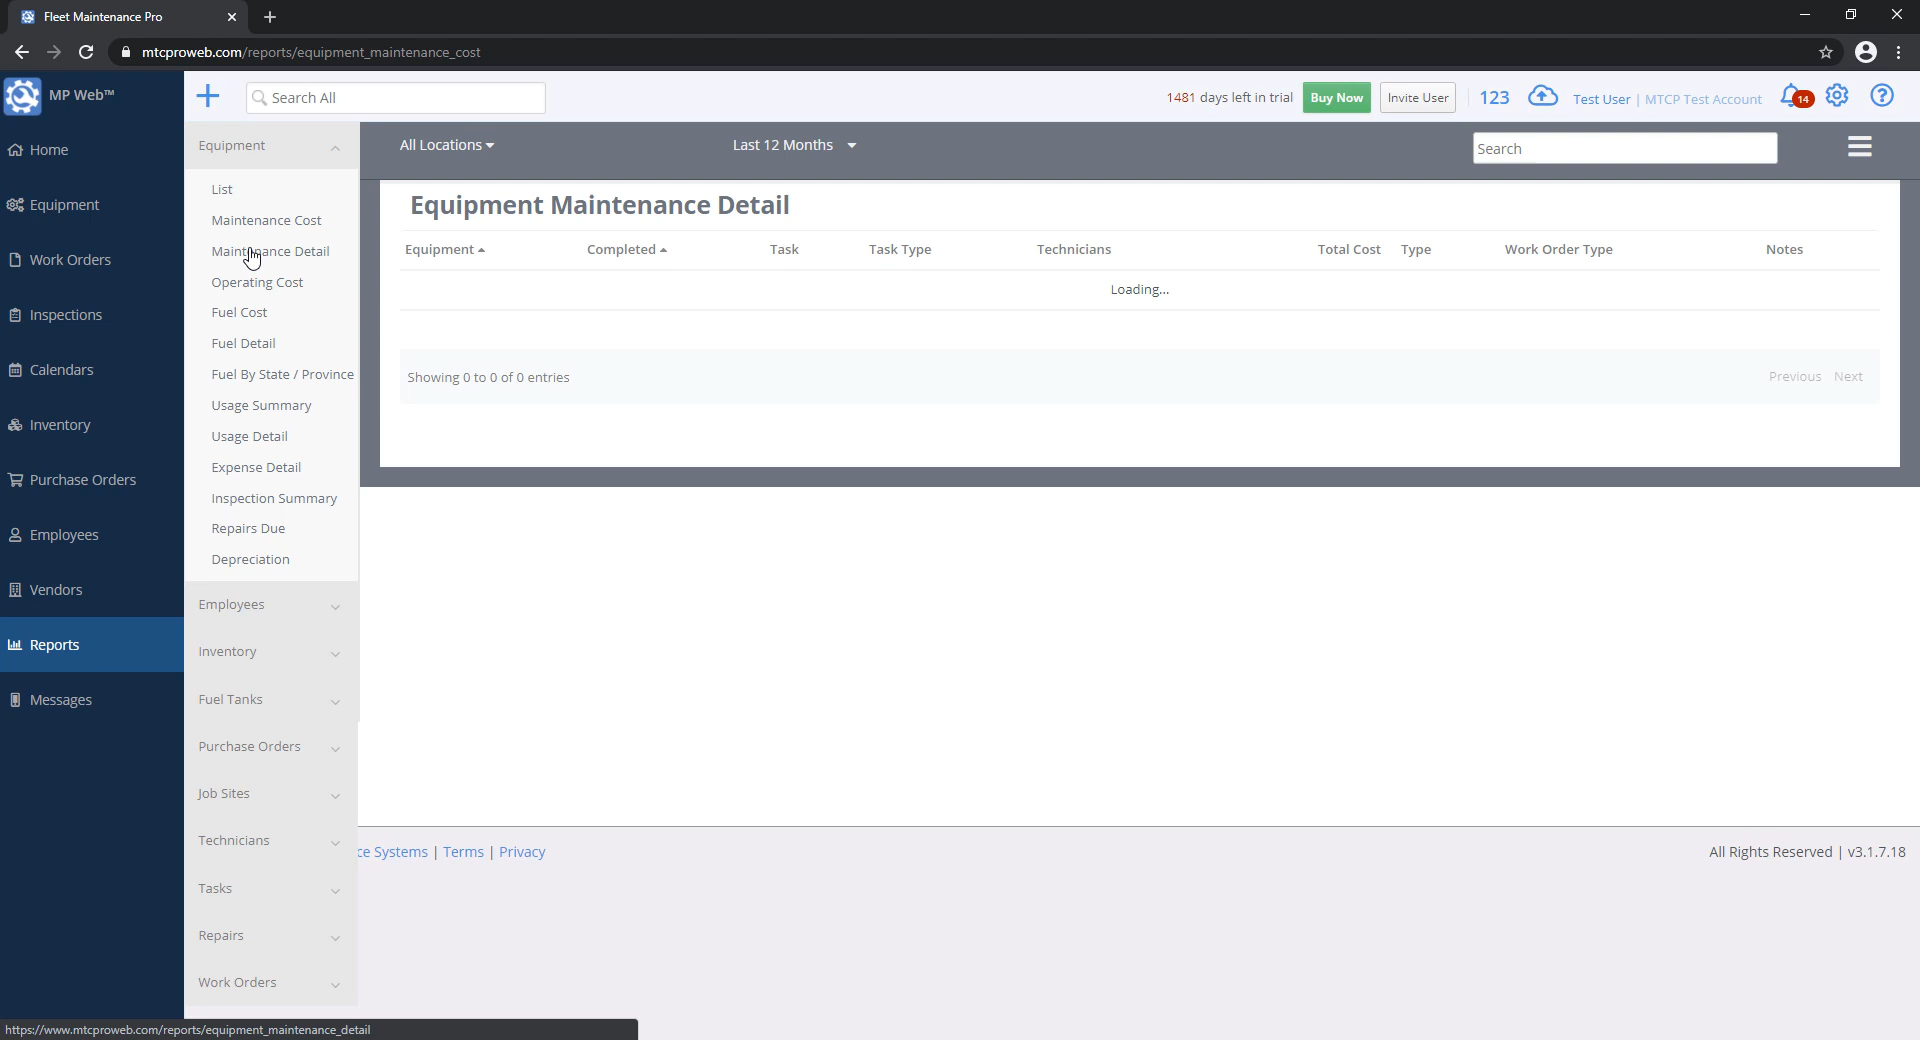 Fleet Maintenance Pro
mtcproweb.com/reports/equipment_maintenance_cost
MP Web™
Search All
1481 days left in trial
Buy Now
Invite User
123
Test User | MTCP Test Account
14
Home
Equipment
Work Orders
Inspections
Calendars
Inventory
Purchase Orders
Employees
Vendors
Reports
Messages
Equipment
List
Maintenance Cost
Maintenance Detail
Operating Cost
Fuel Cost
Fuel Detail
Fuel By State / Province
Usage Summary
Usage Detail
Expense Detail
Inspection Summary
Repairs Due
Depreciation
Employees
Inventory
Fuel Tanks
Purchase Orders
Job Sites
Technicians
Tasks
Repairs
Work Orders
All Locations
Last 12 Months
Search
Equipment Maintenance Detail
Equipment Completed Task Task Type Technicians Total Cost Type Work Order Type Notes
Loading...
Showing 0 to 0 of 0 entries
Previous Next
ce Systems | Terms | Privacy
All Rights Reserved | v3.1.7.18
https://www.mtcproweb.com/reports/equipment_maintenance_detail